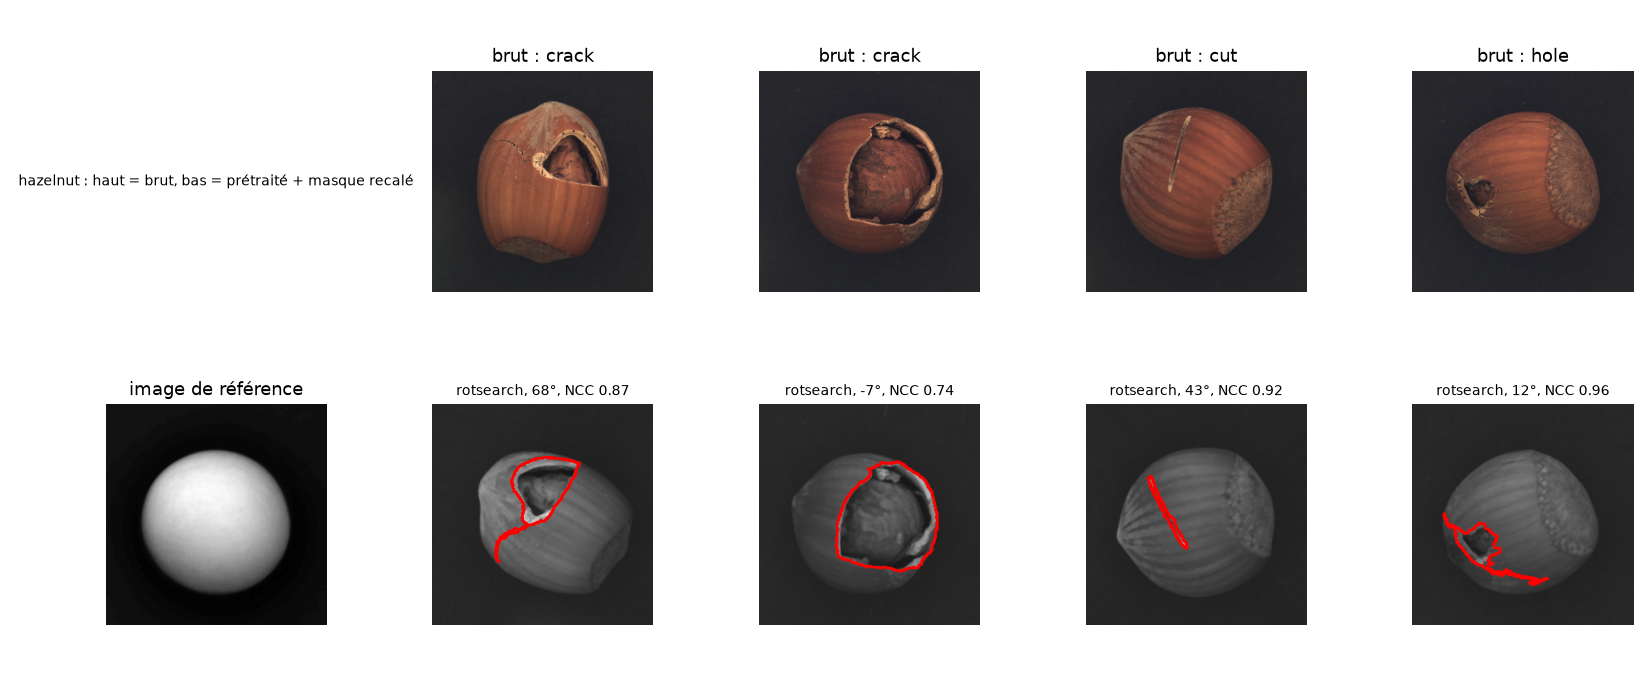 brut : crack
brut : crack
brut : cut
brut : hole
hazelnut : haut = brut, bas = prétraité + masque recalé
image de référence
rotsearch, 68°, NCC 0.87
rotsearch, -7°, NCC 0.74
rotsearch, 43°, NCC 0.92
rotsearch, 12°, NCC 0.96